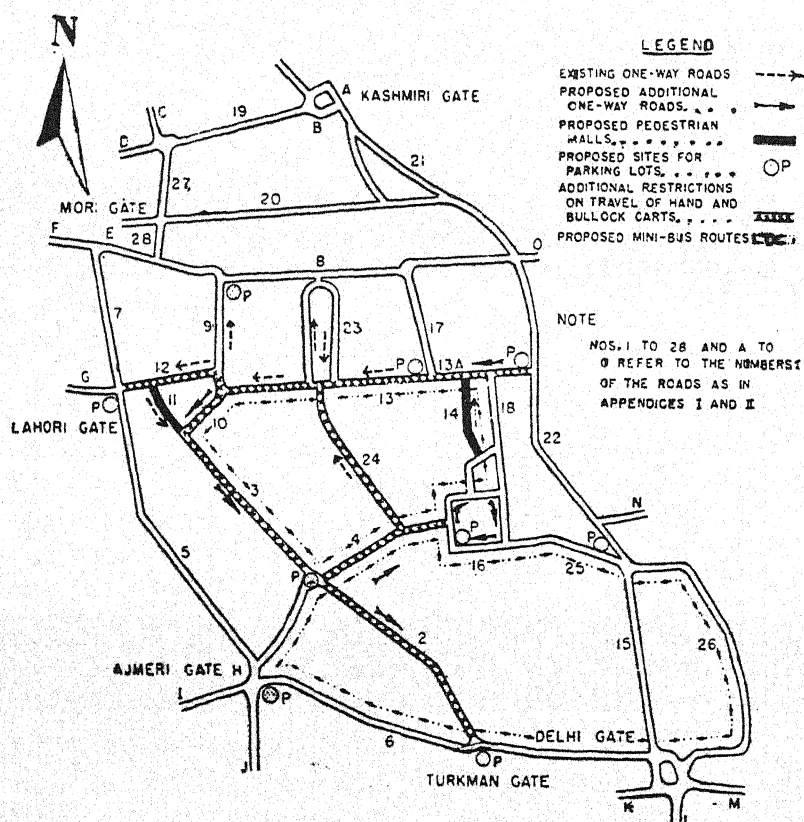 N
LEGEND
EXISTING ONE-WAY ROADS
PROPOSED ADDITIONAL
ONE-WAY ROADS. . . .
PROPOSED PEDESTRIAN
MALLS. . . . . . . . .
PROPOSED SITES FOR
PARKING LOTS. . . . . P
ADDITIONAL RESTRICTIONS
ON TRAVEL OF HAND AND
BULLOCK CARTS. . . . .
PROPOSED MINI-BUS ROUTES
NOTE
NOS. 1 TO 28 AND A TO
O REFER TO THE NUMBERS
OF THE ROADS AS IN
APPENDICES I AND II
A KASHMIRI GATE
C
19
B
D
21
27
20
MORI GATE
F
E
28
B
O
7
P
9
23
17
P
13A
P
12
G
P
11
13
14
18
LAHORI GATE
10
22
24
3
N
5
4
P
P
16
25
P
2
15
26
AJMERI GATE H
I
P
6
DELHI GATE
P
TURKMAN GATE
J
K
L
M